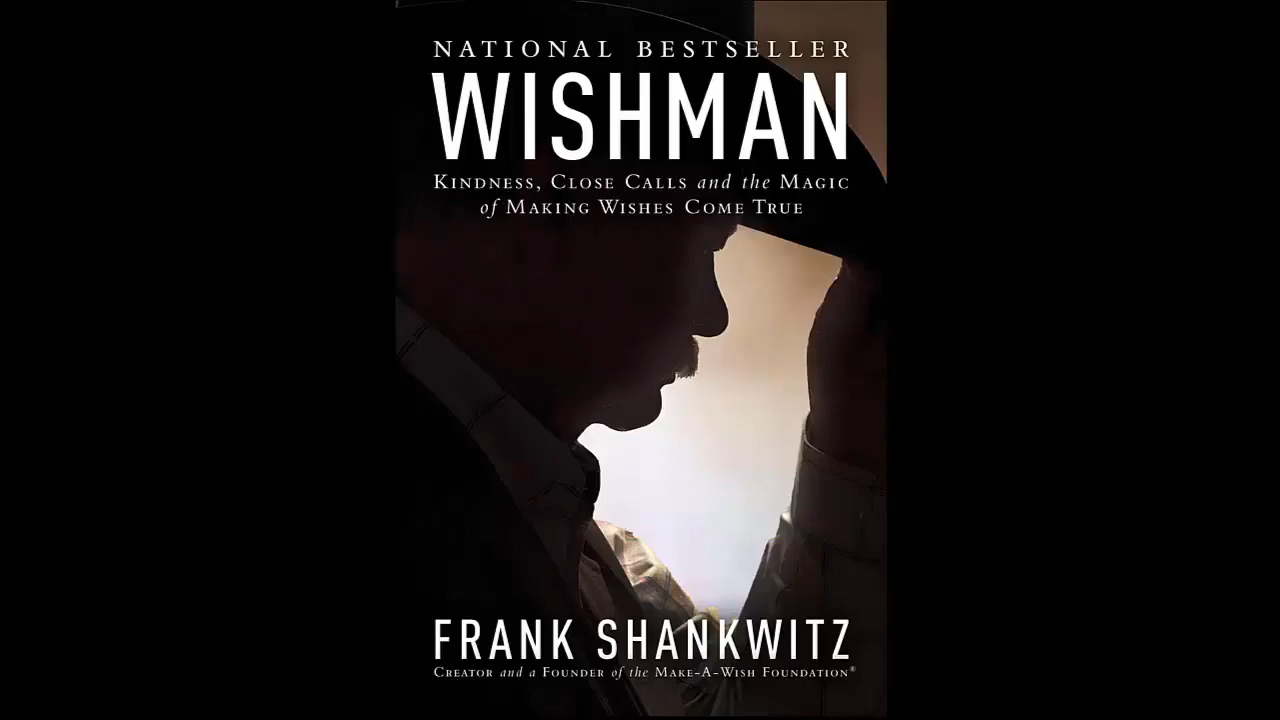 NATIONAL BESTSELLER
WISHMAN
KINDNESS, CLOSE CALLS and the MAGIC
of MAKING WISHES COME TRUE
FRANK SHANKWITZ
CREATOR and a FOUNDER of the MAKE-A-WISH FOUNDATION®